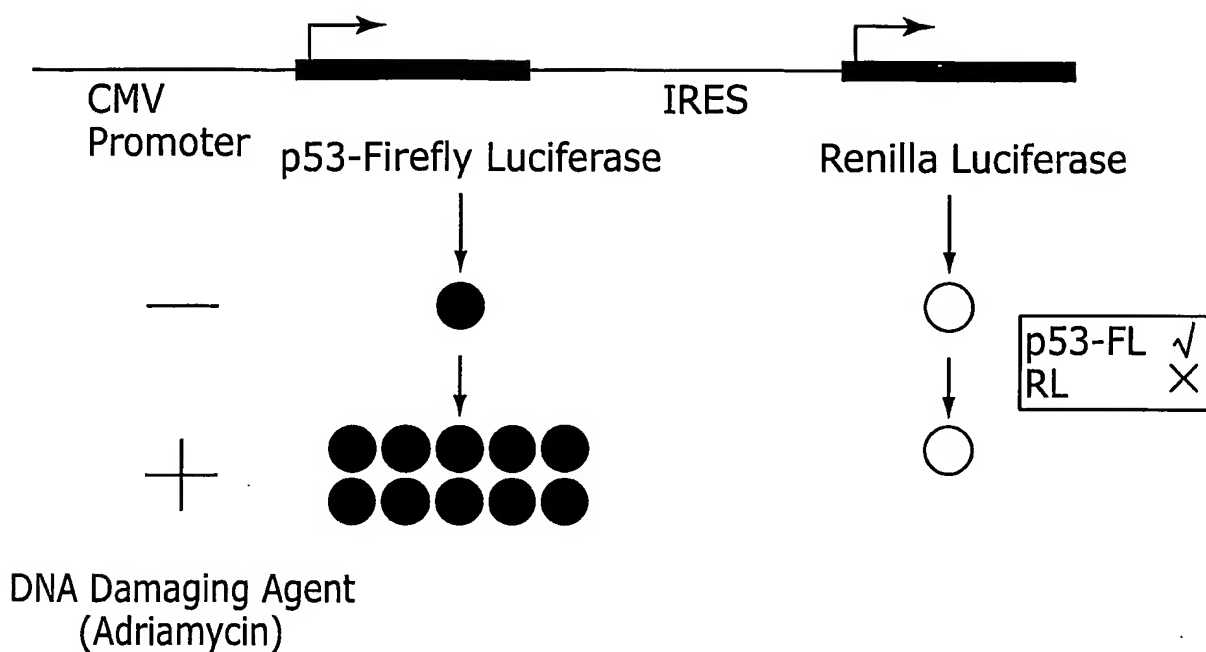 CMV
Promoter
IRES
p53-Firefly Luciferase
Renilla Luciferase
—
p53-FL √
RL ×
+
DNA Damaging Agent
(Adriamycin)